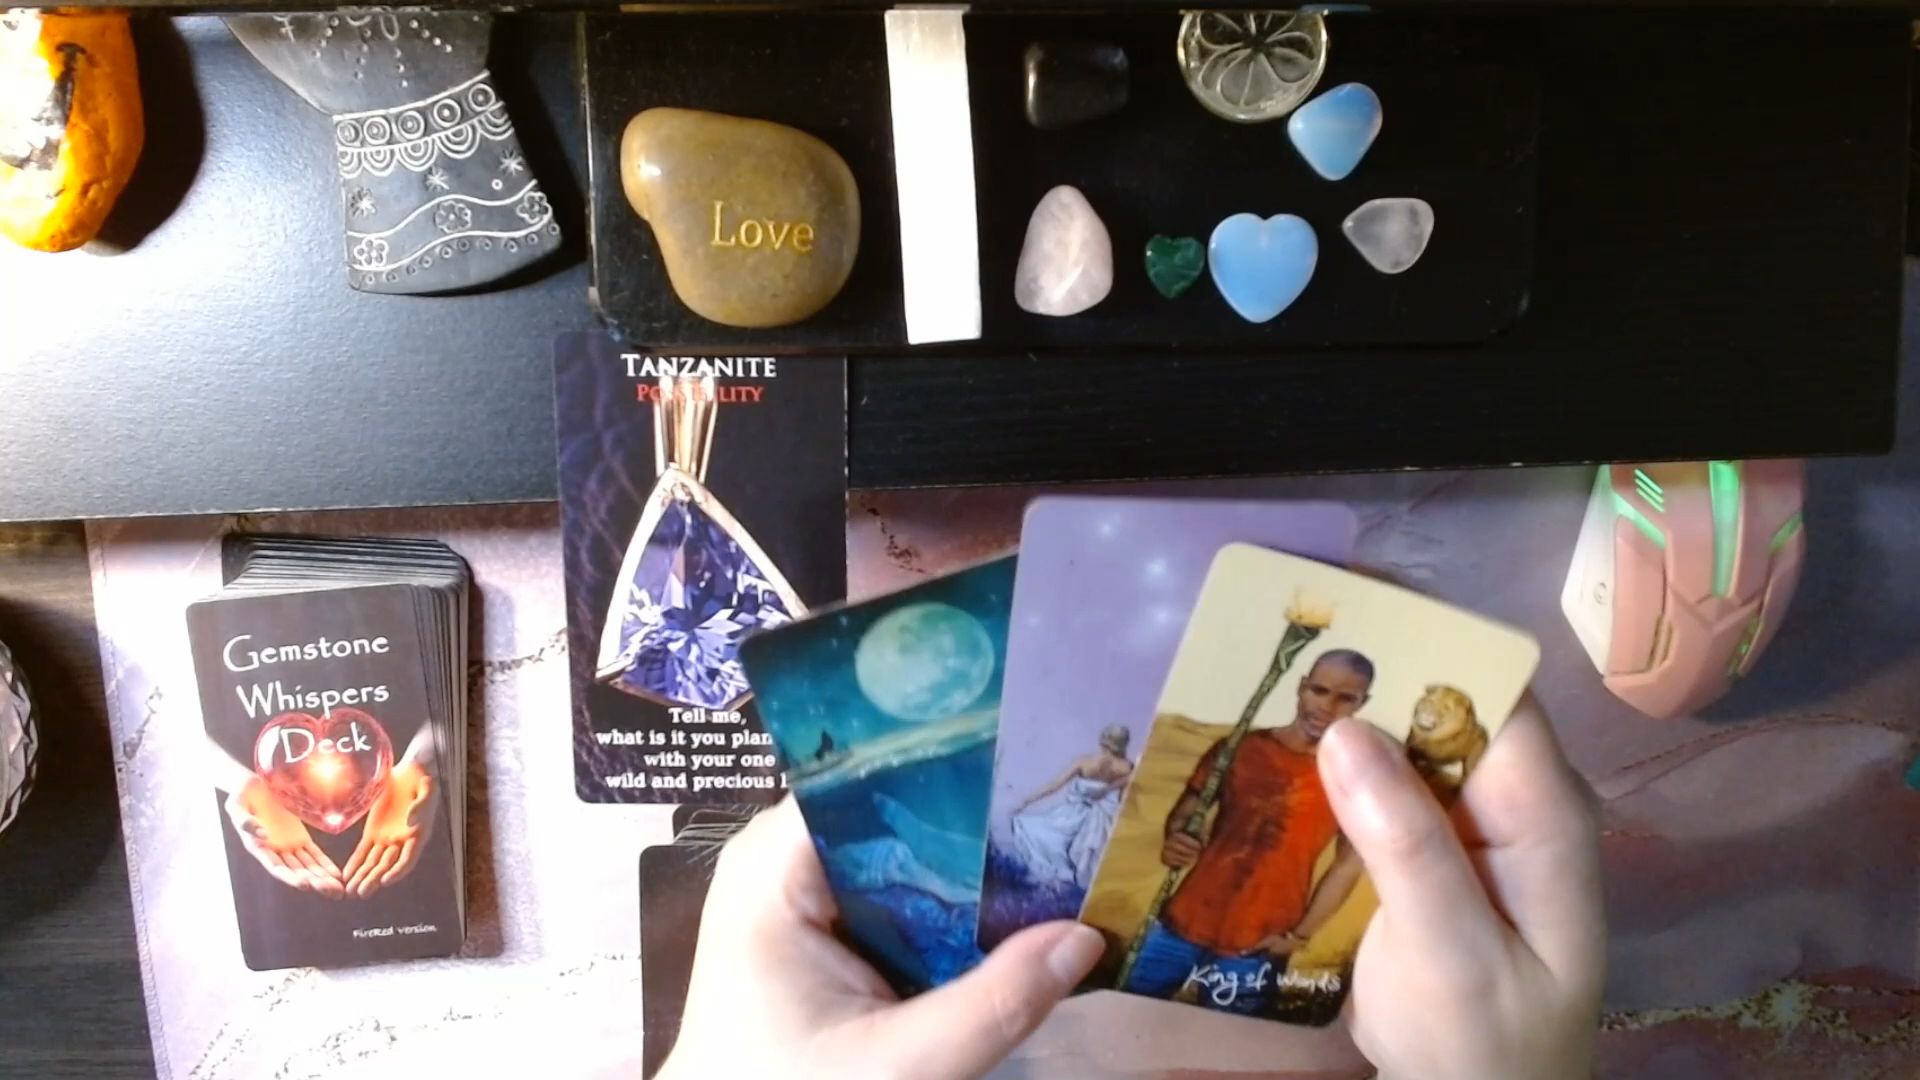 Love
TANZANITE
Tell me,
what is it you plan
with your one
wild and precious
Gemstone
Whispers
Deck
FireRed version
King of Wands